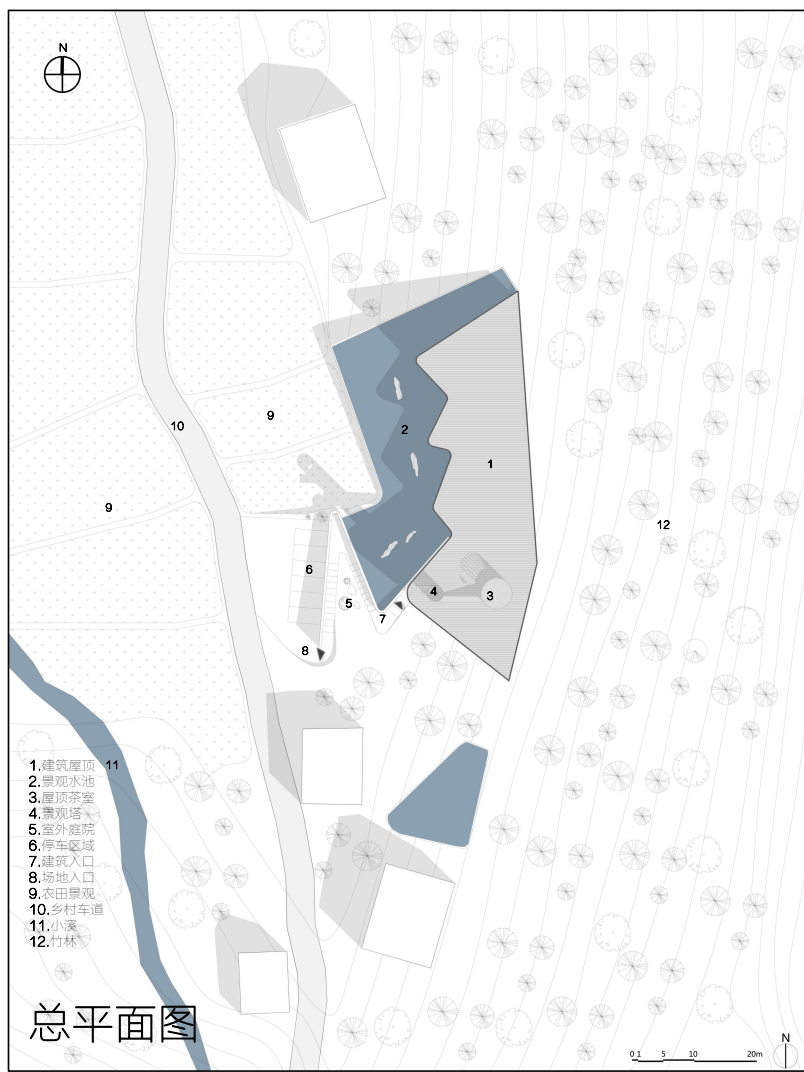 N
1
2
3
4
5
6
7
8
9
9
10
11
12
1.建筑屋顶
2.景观水池
3.屋顶茶室
4.景观塔
5.室外庭院
6.停车区域
7.建筑入口
8.场地入口
9.农田景观
10.乡村车道
11.小溪
12.竹林
总平面图
0 1 5 10 20m
N